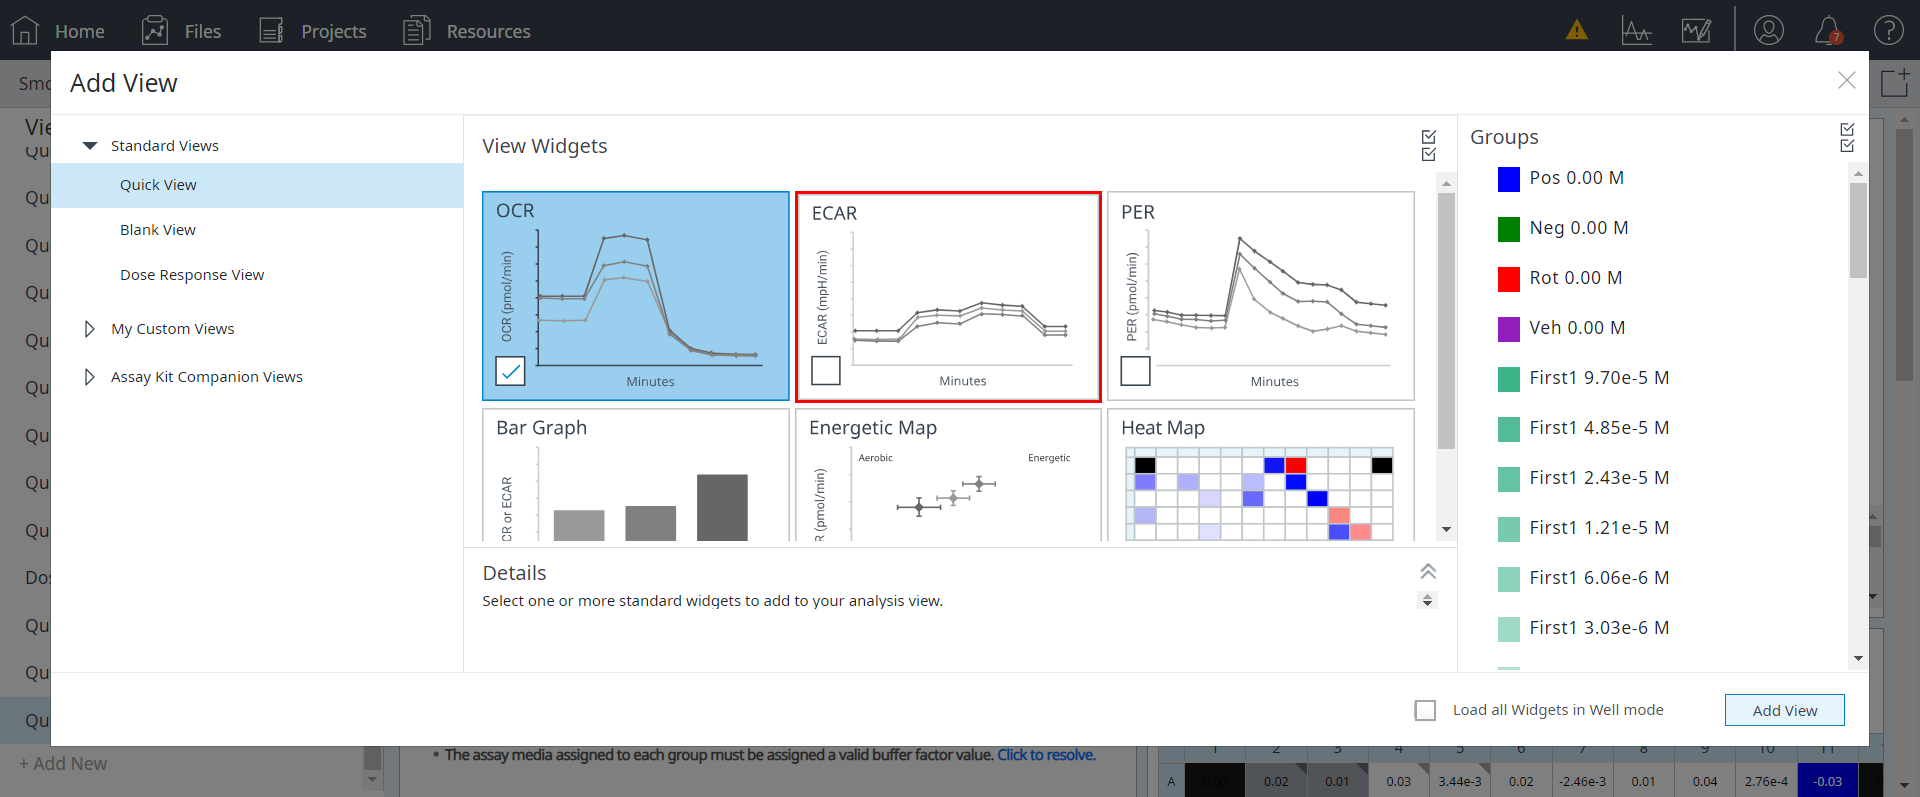 Home
Files
Projects
Resources
7
Add View
Standard Views
Quick View
Blank View
Dose Response View
My Custom Views
Assay Kit Companion Views
View Widgets
OCR
OCR (pmol/min)
Minutes
ECAR
ECAR (mpH/min)
Minutes
PER
PER (pmol/min)
Minutes
Bar Graph
CR or ECAR
Energetic Map
Aerobic
Energetic
R (pmol/min)
Heat Map
Details
Select one or more standard widgets to add to your analysis view.
Groups
Pos 0.00 M
Neg 0.00 M
Rot 0.00 M
Veh 0.00 M
First1 9.70e-5 M
First1 4.85e-5 M
First1 2.43e-5 M
First1 1.21e-5 M
First1 6.06e-6 M
First1 3.03e-6 M
Load all Widgets in Well mode
Add View
Smo
Vie
Qu
Qu
Qu
Qu
Qu
Qu
Qu
Qu
Qu
Dos
Qu
Qu
Qu
+ Add New
• The assay media assigned to each group must be assigned a valid buffer factor value. Click to resolve.
1 2 3 4 5 6 7 8 9 10 11
A 0.00 0.02 0.01 0.03 3.44e-3 0.02 -2.46e-3 0.01 0.04 2.76e-4 -0.03